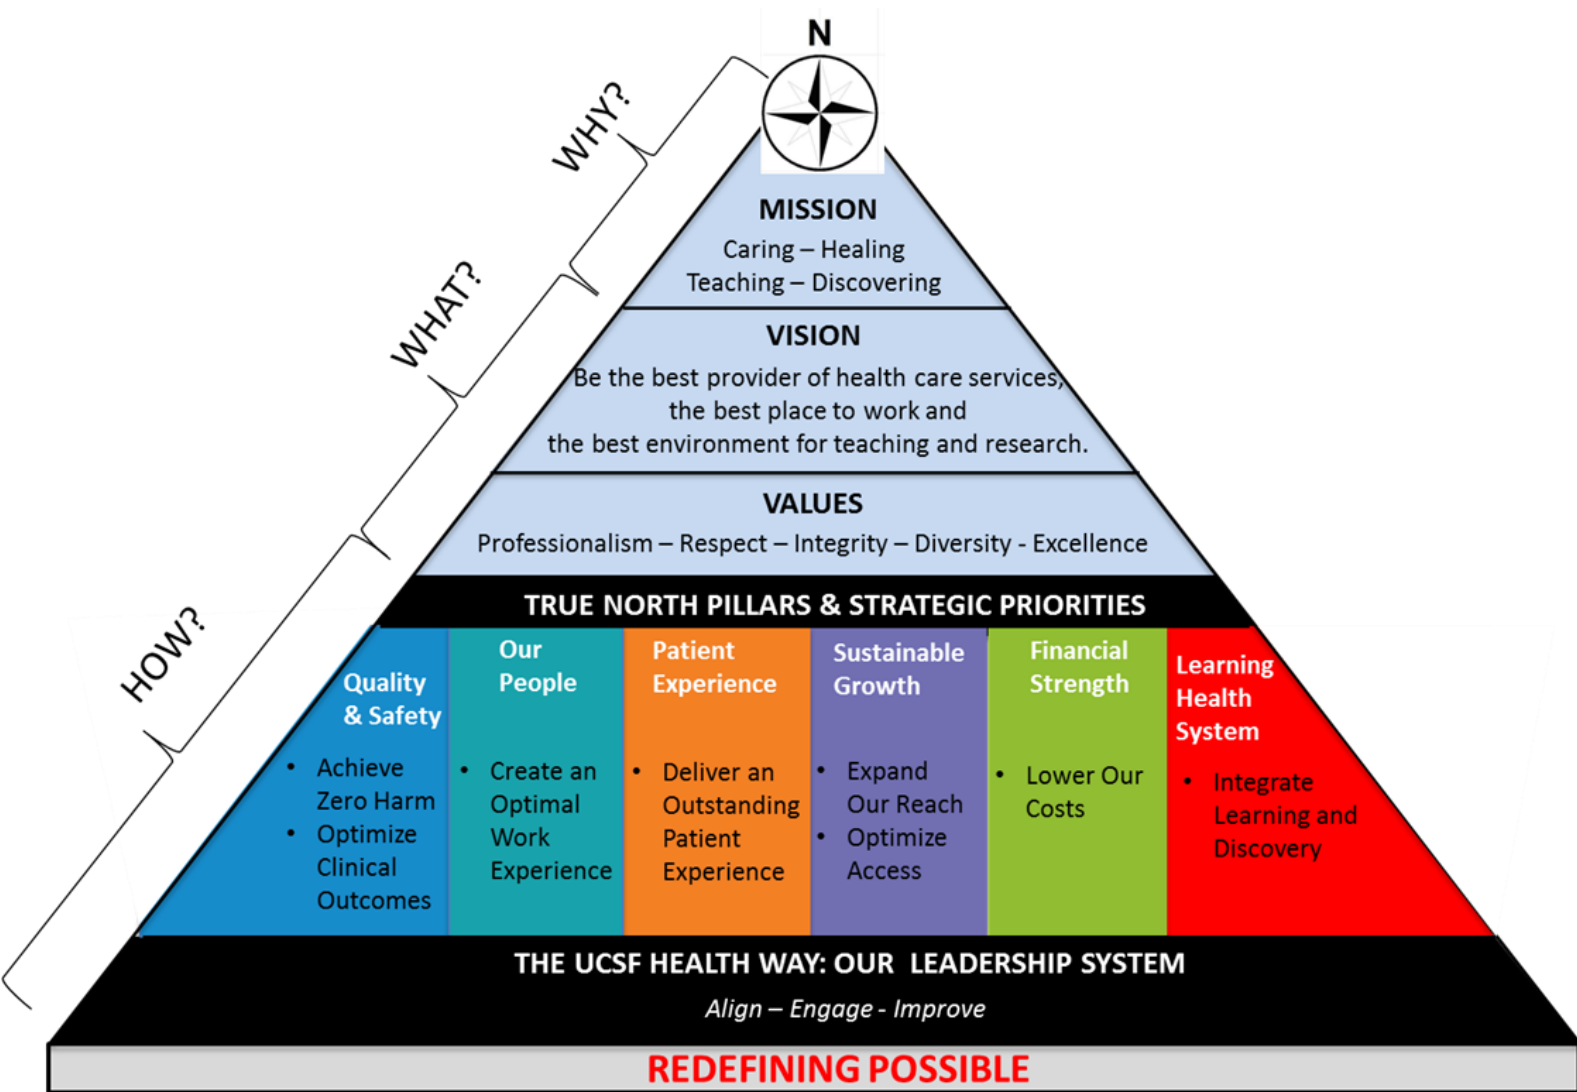 N
WHY?
MISSION
Caring – Healing
Teaching – Discovering
WHAT?
VISION
Be the best provider of health care services,
the best place to work and
the best environment for teaching and research.
VALUES
Professionalism – Respect – Integrity – Diversity - Excellence
HOW?
TRUE NORTH PILLARS & STRATEGIC PRIORITIES
Quality
& Safety
• Achieve
Zero Harm
• Optimize
Clinical
Outcomes
Our
People
• Create an
Optimal
Work
Experience
Patient
Experience
• Deliver an
Outstanding
Patient
Experience
Sustainable
Growth
• Expand
Our Reach
• Optimize
Access
Financial
Strength
• Lower Our
Costs
Learning
Health
System
• Integrate
Learning and
Discovery
THE UCSF HEALTH WAY: OUR LEADERSHIP SYSTEM
Align – Engage - Improve
REDEFINING POSSIBLE